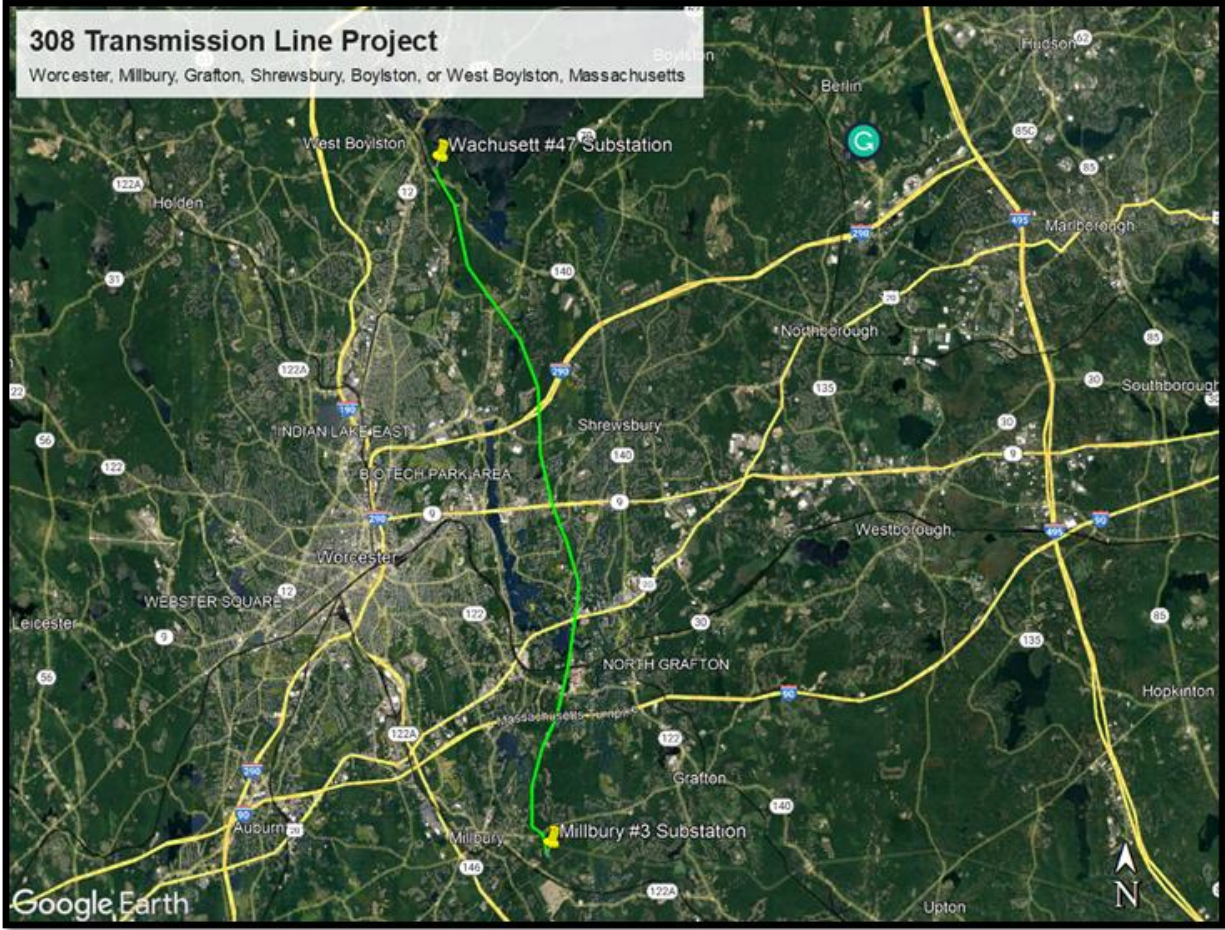 308 Transmission Line Project
Worcester, Millbury, Grafton, Shrewsbury, Boylston, or West Boylston, Massachusetts
Boylston
Hudson
62
Berlin
85C
West Boylston
Wachusett #47 Substation
G
122A
12
Holden
85
290
495
Marlborough
31
140
20
Northborough
122A
290
85
135
30
Southborough
22
190
INDIAN LAKE EAST
Shrewsbury
30
56
140
9
122
BIOTECH PARK AREA
9
290
9
90
Worcester
Westborough
495
20
WEBSTER SQUARE
12
122
30
85
Leicester
9
135
56
NORTH GRAFTON
90
Hopkinton
Massachusetts Turnpike
122A
122
290
Grafton
90
140
Auburn
20
Millbury
Millbury #3 Substation
146
122A
N
Google Earth
Upton